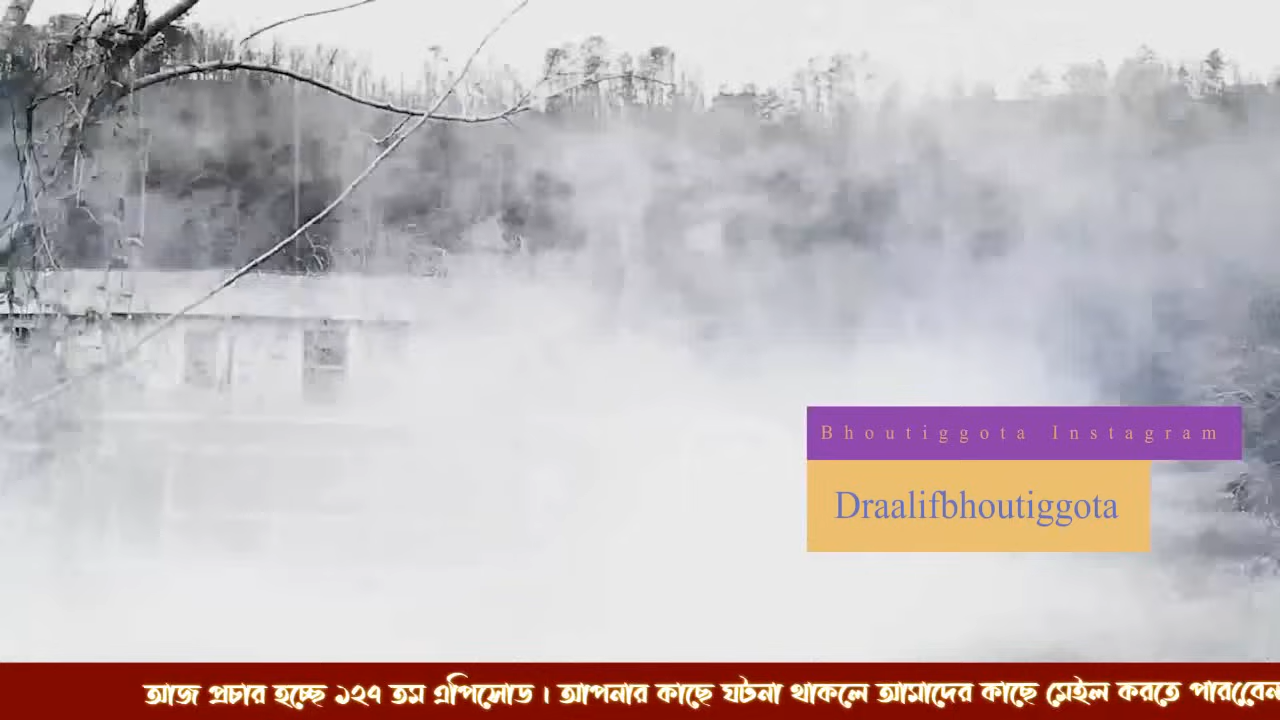 Bhoutiggota Instagram
Draalifbhoutiggota
আজ প্রচার হচ্ছে ১২৭ তম এপিসোড। আপনার কাছে ঘটনা থাকলে আমাদের কাছে মেইল করতে পারবেন